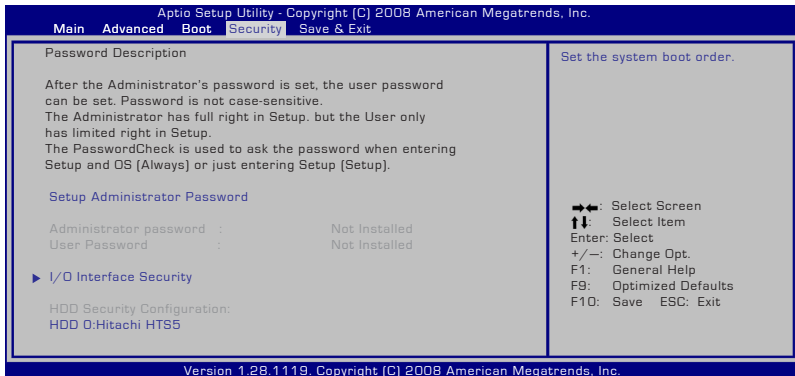 Aptio Setup Utility - Copyright (C) 2008 American Megatrends, Inc.
Main Advanced Boot Security Save & Exit
Password Description
After the Administrator's password is set, the user password
can be set. Password is not case-sensitive.
The Administrator has full right in Setup. but the User only
has limited right in Setup.
The PasswordCheck is used to ask the password when entering
Setup and OS (Always) or just entering Setup (Setup).
Setup Administrator Password
Administrator password : Not Installed
User Password : Not Installed
I/O Interface Security
HDD Security Configuration:
HDD 0:Hitachi HTS5
Set the system boot order.
→←: Select Screen
↑↓: Select Item
Enter: Select
+/—: Change Opt.
F1: General Help
F9: Optimized Defaults
F10: Save ESC: Exit
Version 1.28.1119. Copyright (C) 2008 American Megatrends, Inc.